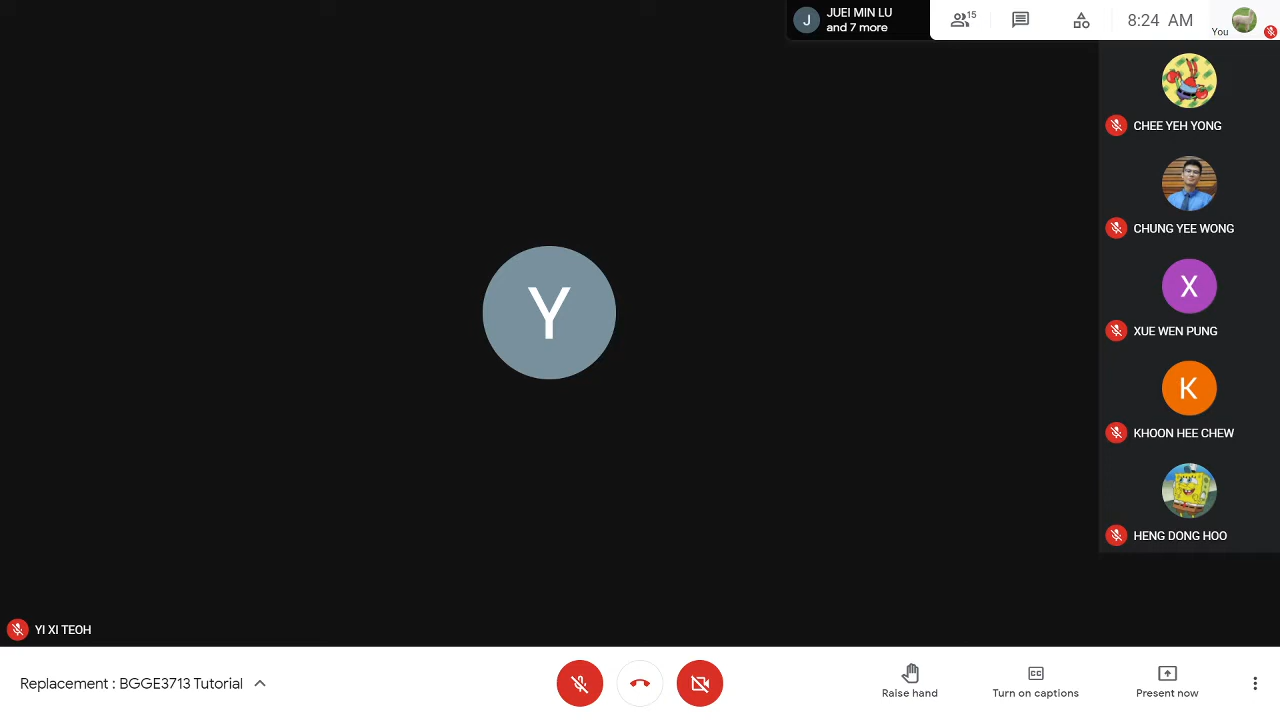 J
JUEI MIN LU
and 7 more
15
8:24 AM
You
CHEE YEH YONG
CHUNG YEE WONG
X
XUE WEN PUNG
K
KHOON HEE CHEW
HENG DONG HOO
Y
YI XI TEOH
Replacement : BGGE3713 Tutorial
Raise hand
CC
Turn on captions
Present now